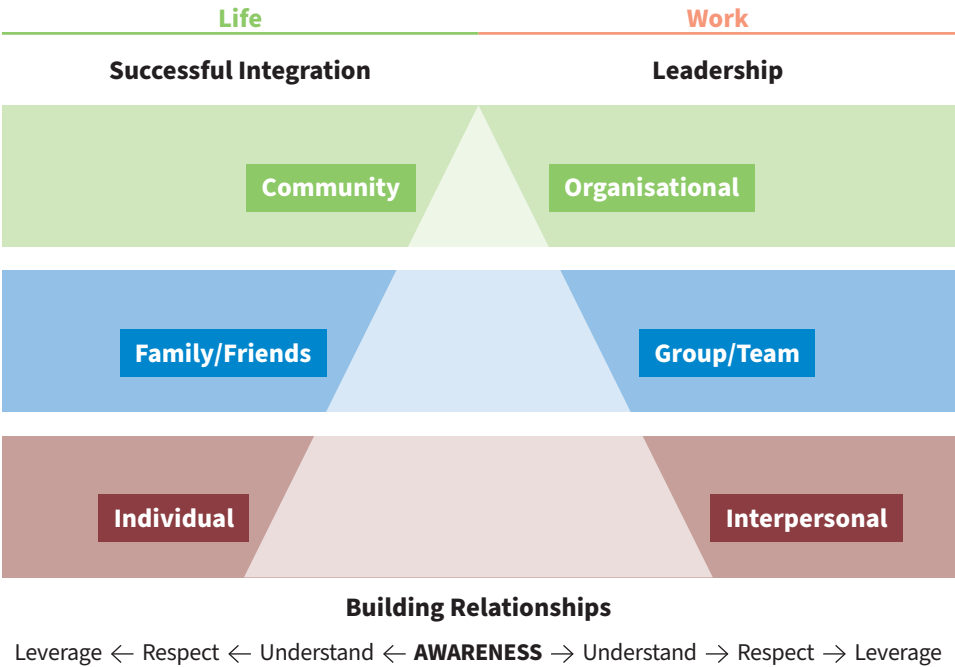 Life Work
Successful Integration Leadership
Community Organisational
Family/Friends Group/Team
Individual Interpersonal
Building Relationships
Leverage ← Respect ← Understand ← AWARENESS → Understand → Respect → Leverage